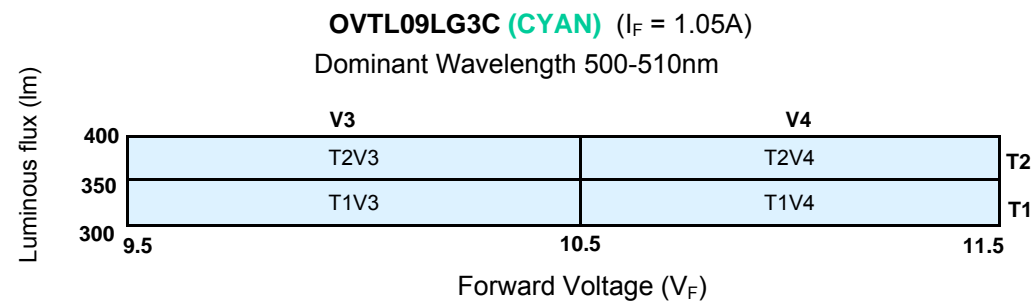 OVTL09LG3C (CYAN) (IF = 1.05A)
Dominant Wavelength 500-510nm
Luminous flux (lm)
V3 V4
400
T2V3 T2V4 T2
350
T1V3 T1V4 T1
300
9.5 10.5 11.5
Forward Voltage (VF)